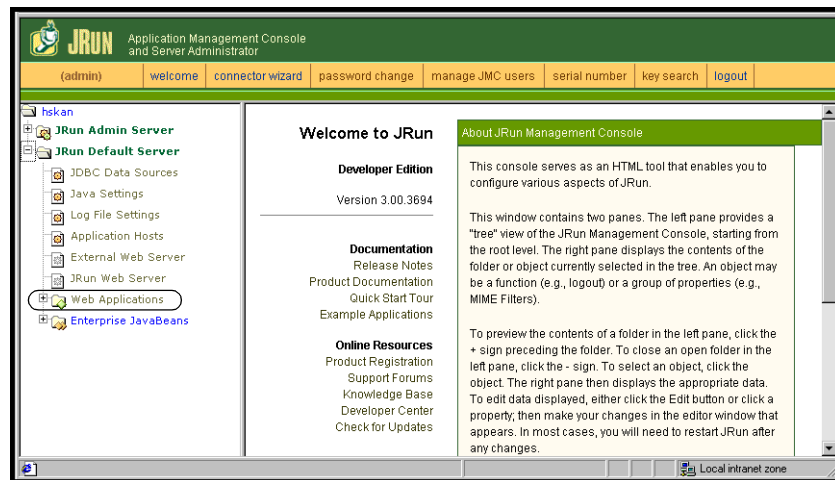 JRUN
Application Management Console
and Server Administrator
(admin) welcome connector wizard password change manage JMC users serial number key search logout
hskan
JRun Admin Server
JRun Default Server
JDBC Data Sources
Java Settings
Log File Settings
Application Hosts
External Web Server
JRun Web Server
Web Applications
Enterprise JavaBeans
Welcome to JRun
Developer Edition
Version 3.00.3694
Documentation
Release Notes
Product Documentation
Quick Start Tour
Example Applications
Online Resources
Product Registration
Support Forums
Knowledge Base
Developer Center
Check for Updates
About JRun Management Console
This console serves as an HTML tool that enables you to
configure various aspects of JRun.
This window contains two panes. The left pane provides a
"tree" view of the JRun Management Console, starting from
the root level. The right pane displays the contents of the
folder or object currently selected in the tree. An object may
be a function (e.g., logout) or a group of properties (e.g.,
MIME Filters).
To preview the contents of a folder in the left pane, click the
+ sign preceding the folder. To close an open folder in the
left pane, click the - sign. To select an object, click the
object. The right pane then displays the appropriate data.
To edit data displayed, either click the Edit button or click a
property; then make your changes in the editor window that
appears. In most cases, you will need to restart JRun after
any changes.
Local intranet zone